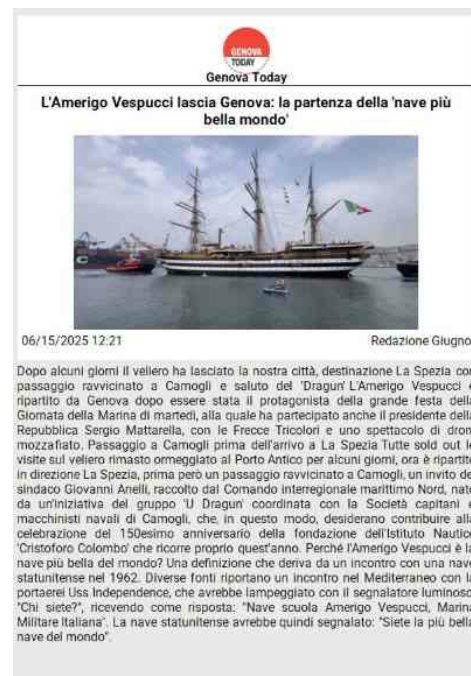 GENOVA
TODAY
Genova Today
L'Amerigo Vespucci lascia Genova: la partenza della 'nave più
bella mondo'
06/15/2025 12:21
Redazione Giugno
Dopo alcuni giorni il veliero ha lasciato la nostra città, destinazione La Spezia con
passaggio ravvicinato a Camogli e saluto del 'Dragun' L'Amerigo Vespucci è
ripartito da Genova dopo essere stata il protagonista della grande festa della
Giornata della Marina di martedì, alla quale ha partecipato anche il presidente della
Repubblica Sergio Mattarella, con le Frecce Tricolori e uno spettacolo di droni
mozzafiato. Passaggio a Camogli prima dell'arrivo a La Spezia Tutte sold out le
visite sul veliero rimasto ormeggiato al Porto Antico per alcuni giorni, ora è ripartito
in direzione La Spezia, prima però un passaggio ravvicinato a Camogli, un invito del
sindaco Giovanni Anelli, raccolto dal Comando interregionale marittimo Nord, nato
da un'iniziativa del gruppo 'U Dragun' coordinata con la Società capitani e
macchinisti navali di Camogli, che, in questo modo, desiderano contribuire alla
celebrazione del 150esimo anniversario della fondazione dell'Istituto Nautico
'Cristoforo Colombo' che ricorre proprio quest'anno. Perché l'Amerigo Vespucci è la
nave più bella del mondo? Una definizione che deriva da un incontro con una nave
statunitense nel 1962. Diverse fonti riportano un incontro nel Mediterraneo con la
portaerei Uss Independence, che avrebbe lampeggiato con il segnalatore luminoso
"Chi siete?", ricevendo come risposta: "Nave scuola Amerigo Vespucci, Marina
Militare Italiana". La nave statunitense avrebbe quindi segnalato: "Siete la più bella
nave del mondo".